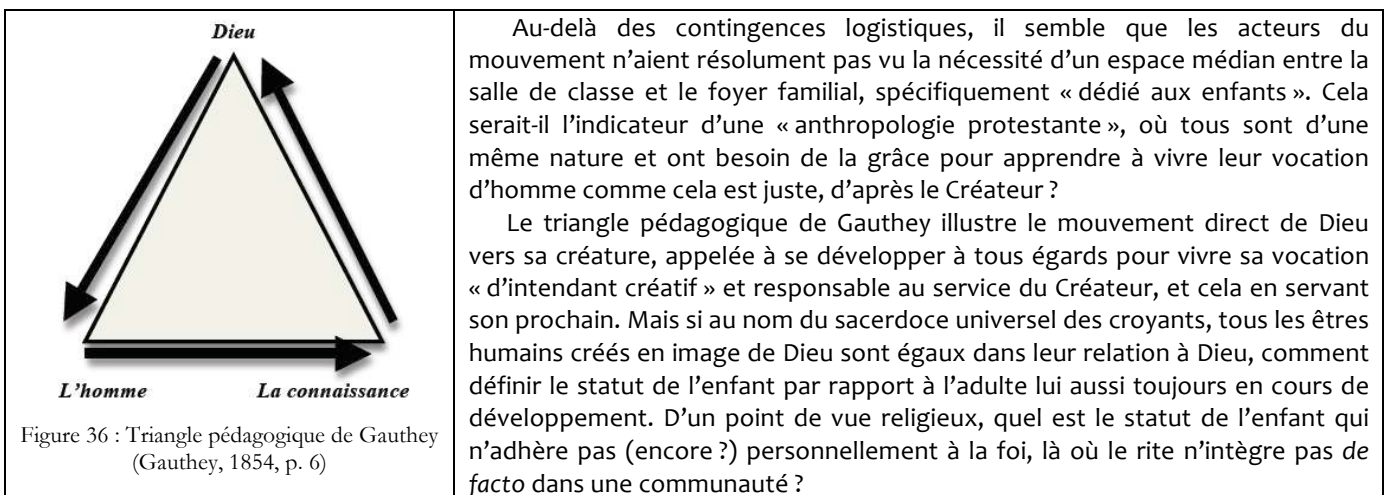 Dieu
L’homme
La connaissance
Figure 36 : Triangle pédagogique de Gauthey
(Gauthey, 1854, p. 6)
Au-delà des contingences logistiques, il semble que les acteurs du
mouvement n’aient résolument pas vu la nécessité d’un espace médian entre la
salle de classe et le foyer familial, spécifiquement « dédié aux enfants ». Cela
serait-il l’indicateur d’une « anthropologie protestante », où tous sont d’une
même nature et ont besoin de la grâce pour apprendre à vivre leur vocation
d’homme comme cela est juste, d’après le Créateur ?
Le triangle pédagogique de Gauthey illustre le mouvement direct de Dieu
vers sa créature, appelée à se développer à tous égards pour vivre sa vocation
« d’intendant créatif » et responsable au service du Créateur, et cela en servant
son prochain. Mais si au nom du sacerdoce universel des croyants, tous les êtres
humains créés en image de Dieu sont égaux dans leur relation à Dieu, comment
définir le statut de l’enfant par rapport à l’adulte lui aussi toujours en cours de
développement. D’un point de vue religieux, quel est le statut de l’enfant qui
n’adhère pas (encore ?) personnellement à la foi, là où le rite n’intègre pas de
facto dans une communauté ?